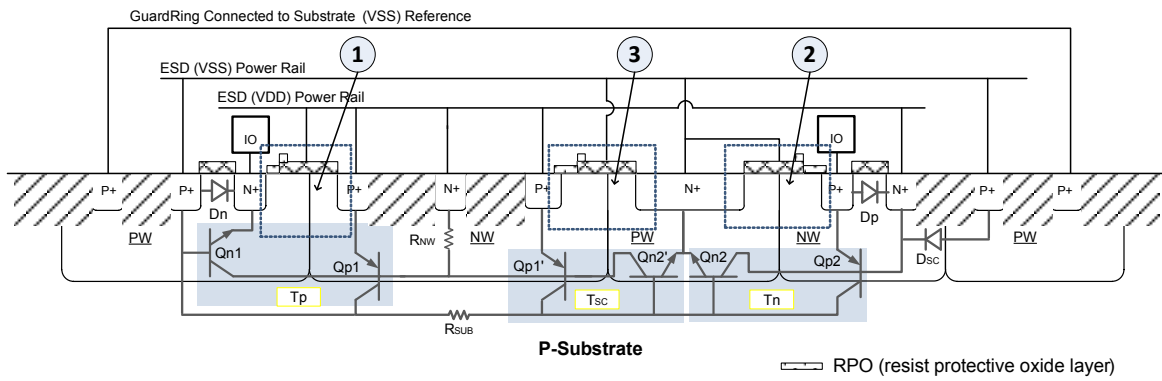 GuardRing Connected to Substrate (VSS) Reference
1
3
2
ESD (VSS) Power Rail
ESD (VDD) Power Rail
IO
IO
P+
P+
N+
P+
N+
P+
N+
P+
N+
P+
P+
Dn
Dp
PW
RNW
NW
PW
NW
DSC
PW
Qn1
Qp1
Qp1'
Qn2'
Qn2
Qp2
Tp
TSC
Tn
RSUB
P-Substrate
RPO (resist protective oxide layer)